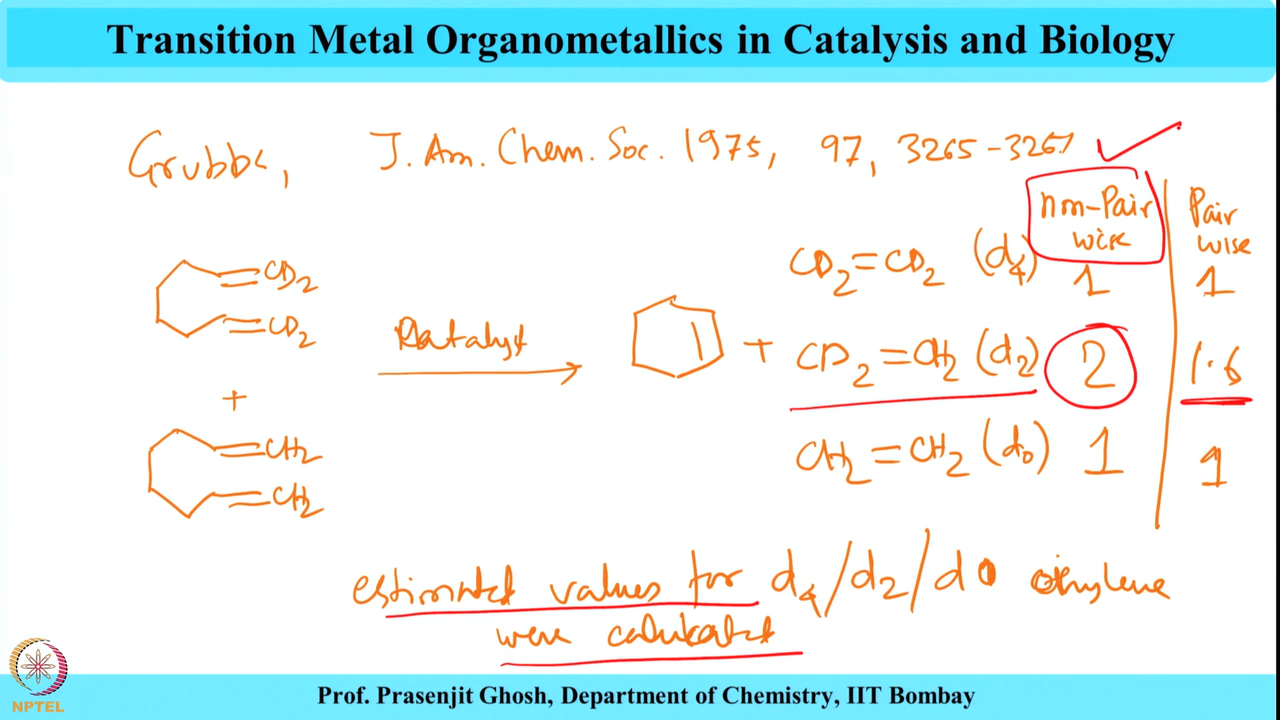 Transition Metal Organometallics in Catalysis and Biology
Grubbs, J. Am. Chem. Soc. 1975, 97, 3265-3267
non-Pair wise
Pair wise
CD2=CD2 (d4) 1 1
=CD2
=CD2
Catalyst
+ CD2=CH2 (d2) 2 1.6
+
=CH2
=CH2
CH2=CH2 (d0) 1 1
estimated values for d4/d2/d0 ethylene
were calculated
NPTEL
Prof. Prasenjit Ghosh, Department of Chemistry, IIT Bombay